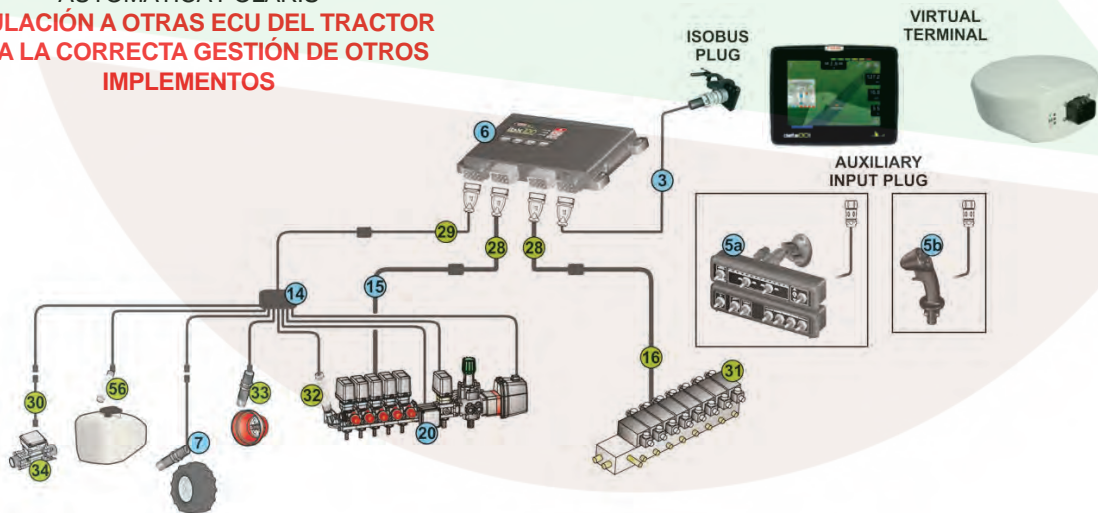 ULACIÓN A OTRAS ECU DEL TRACTOR
A LA CORRECTA GESTIÓN DE OTROS
IMPLEMENTOS
ISOBUS
PLUG
VIRTUAL
TERMINAL
AUXILIARY
INPUT PLUG
6
3
5a
5b
29
28
28
14
15
16
31
30
56
33
32
20
7
34